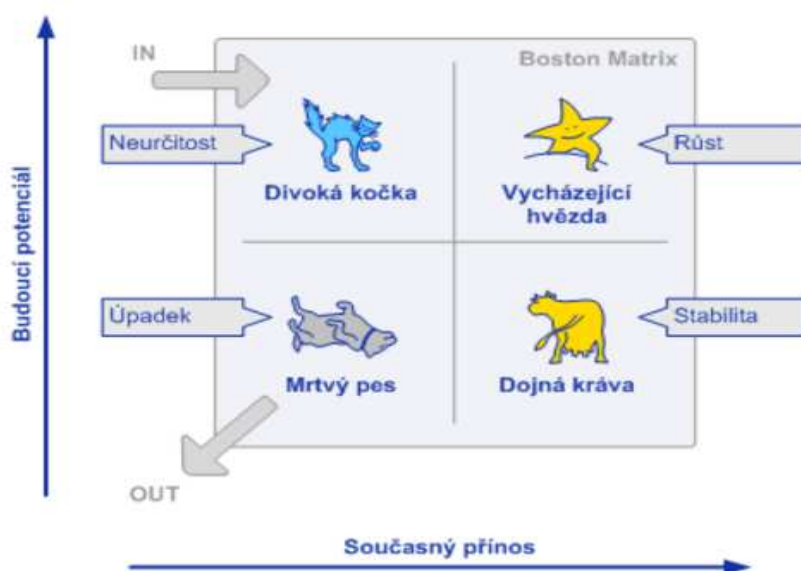 IN
Boston Matrix
Neurčitost
Růst
Divoká kočka
Vycházející
hvězda
Budoucí potenciál
Úpadek
Stabilita
Mrtvý pes
Dojná kráva
OUT
Současný přínos